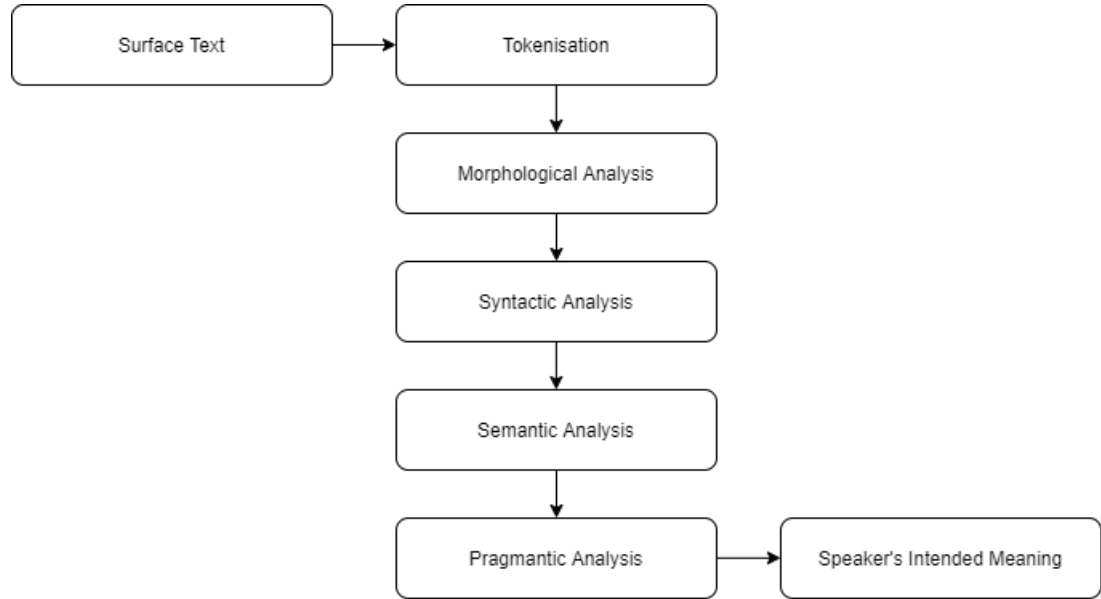 Surface Text
Tokenisation
Morphological Analysis
Syntactic Analysis
Semantic Analysis
Pragmatic Analysis
Speaker's Intended Meaning